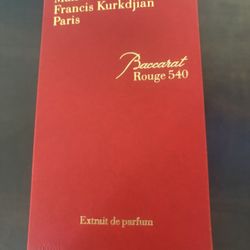 Francis Kurkdjian
Paris
Baccarat
Rouge 540
Extrait de parfum